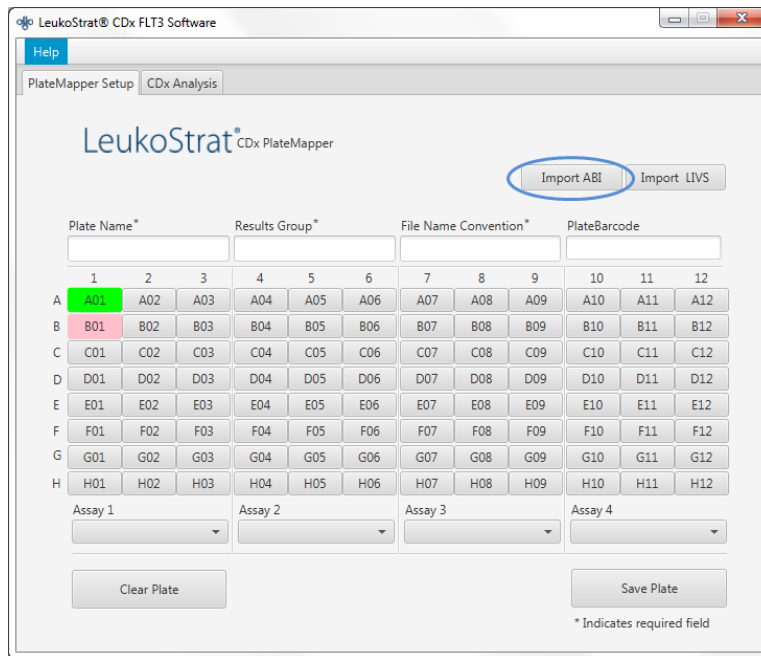 LeukoStrat® CDx FLT3 Software
Help
PlateMapper Setup CDx Analysis
LeukoStrat® CDx PlateMapper
Import ABI Import LIVS
Plate Name* Results Group* File Name Convention* PlateBarcode
1 2 3 4 5 6 7 8 9 10 11 12
A A01 A02 A03 A04 A05 A06 A07 A08 A09 A10 A11 A12
B B01 B02 B03 B04 B05 B06 B07 B08 B09 B10 B11 B12
C C01 C02 C03 C04 C05 C06 C07 C08 C09 C10 C11 C12
D D01 D02 D03 D04 D05 D06 D07 D08 D09 D10 D11 D12
E E01 E02 E03 E04 E05 E06 E07 E08 E09 E10 E11 E12
F F01 F02 F03 F04 F05 F06 F07 F08 F09 F10 F11 F12
G G01 G02 G03 G04 G05 G06 G07 G08 G09 G10 G11 G12
H H01 H02 H03 H04 H05 H06 H07 H08 H09 H10 H11 H12
Assay 1 Assay 2 Assay 3 Assay 4
Clear Plate Save Plate
* Indicates required field